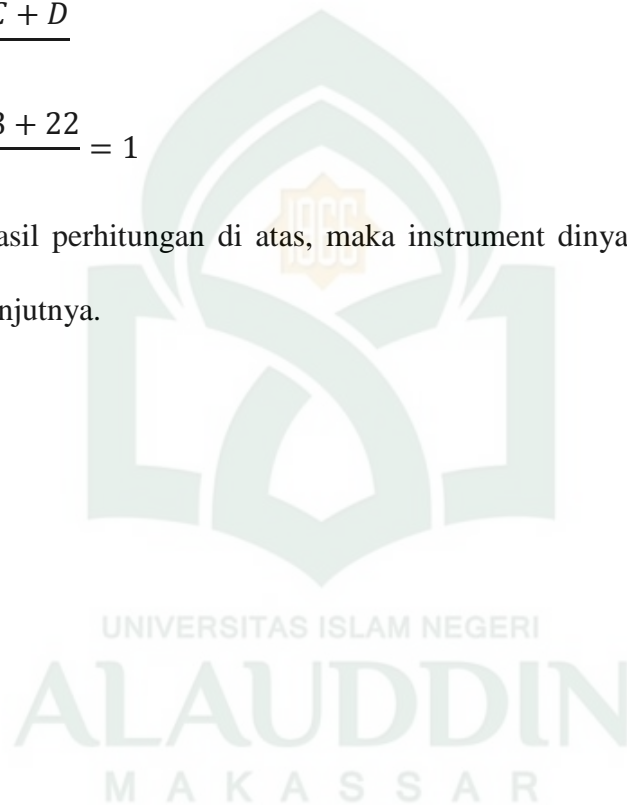 C + D
3 + 22 = 1
asil perhitungan di atas, maka instrument dinya
njutnya.
UNIVERSITAS ISLAM NEGERI
ALAUDDIN
MAKASSAR